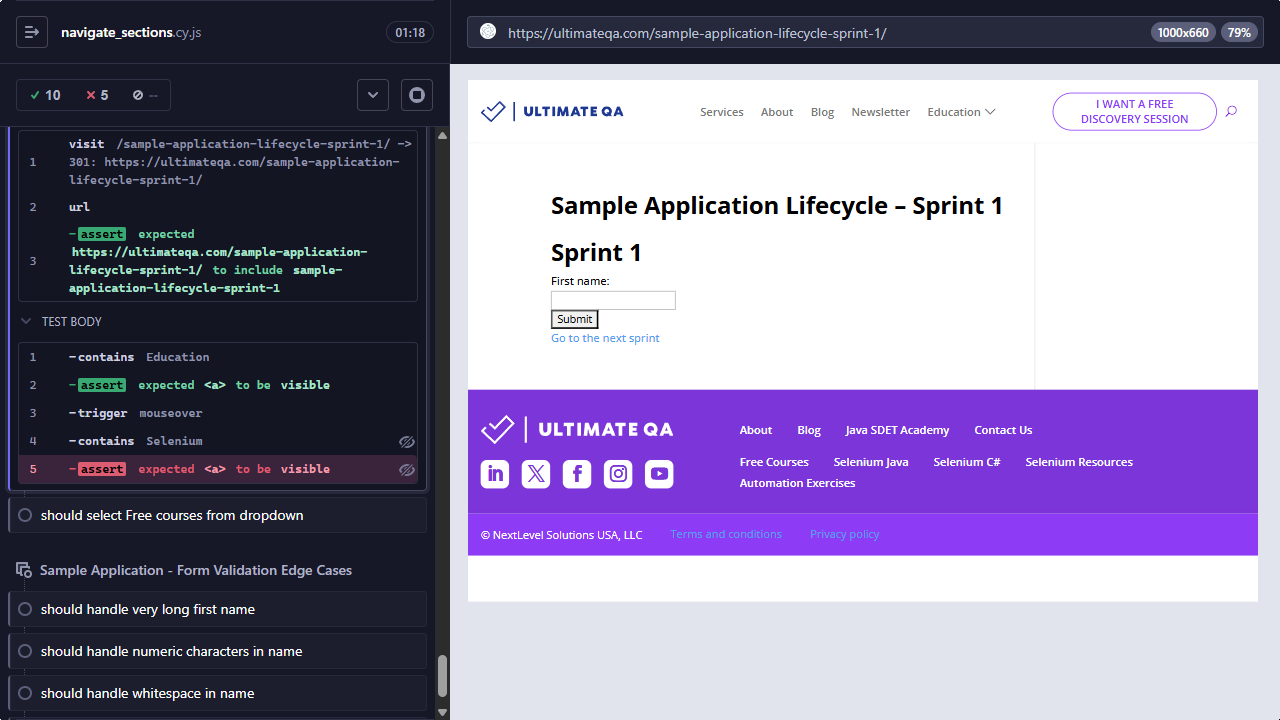 navigate_sections.cy.js
01:18
10
5
--
1
visit /sample-application-lifecycle-sprint-1/ ->
301: https://ultimateqa.com/sample-application-
lifecycle-sprint-1/
2
url
3
-assert expected
https://ultimateqa.com/sample-application-
lifecycle-sprint-1/ to include sample-
application-lifecycle-sprint-1
TEST BODY
1 -contains Education
2 -assert expected <a> to be visible
3 -trigger mouseover
4 -contains Selenium
5 -assert expected <a> to be visible
should select Free courses from dropdown
Sample Application - Form Validation Edge Cases
should handle very long first name
should handle numeric characters in name
should handle whitespace in name
https://ultimateqa.com/sample-application-lifecycle-sprint-1/
1000x660
79%
ULTIMATE QA
Services About Blog Newsletter Education
I WANT A FREE
DISCOVERY SESSION
Sample Application Lifecycle – Sprint 1
Sprint 1
First name:
Submit
Go to the next sprint
ULTIMATE QA
About Blog Java SDET Academy Contact Us
Free Courses Selenium Java Selenium C# Selenium Resources
Automation Exercises
© NextLevel Solutions USA, LLC Terms and conditions Privacy policy